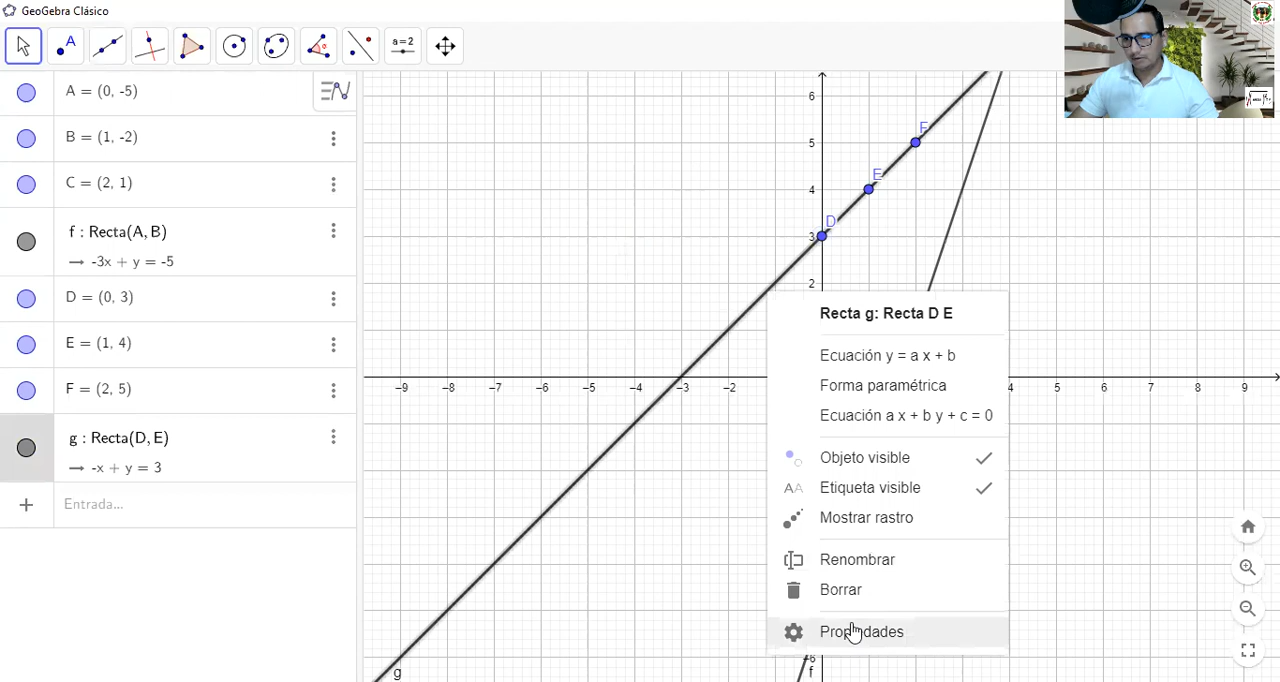 GeoGebra Clásico
A
a=2
A = (0, -5)
B = (1, -2)
C = (2, 1)
f : Recta(A, B)
→ -3x + y = -5
D = (0, 3)
E = (1, 4)
F = (2, 5)
g : Recta(D, E)
→ -x + y = 3
+ Entrada...
6
5
4
3
2
F
E
D
-9 -8 -7 -6 -5 -4 -3 -2 4 5 6 7 8 9
Recta g: Recta D E
Ecuación y = a x + b
Forma paramétrica
Ecuación a x + b y + c = 0
Objeto visible
AA Etiqueta visible
Mostrar rastro
Renombrar
Borrar
Propiedades
-6
g
f